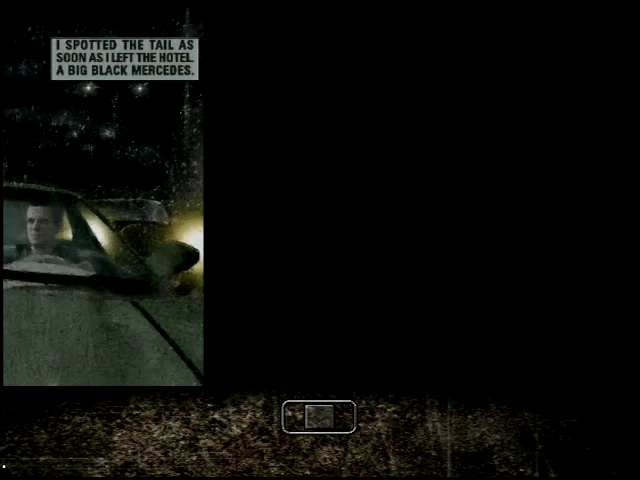 I SPOTTED THE TAIL AS
SOON AS I LEFT THE HOTEL.
A BIG BLACK MERCEDES.